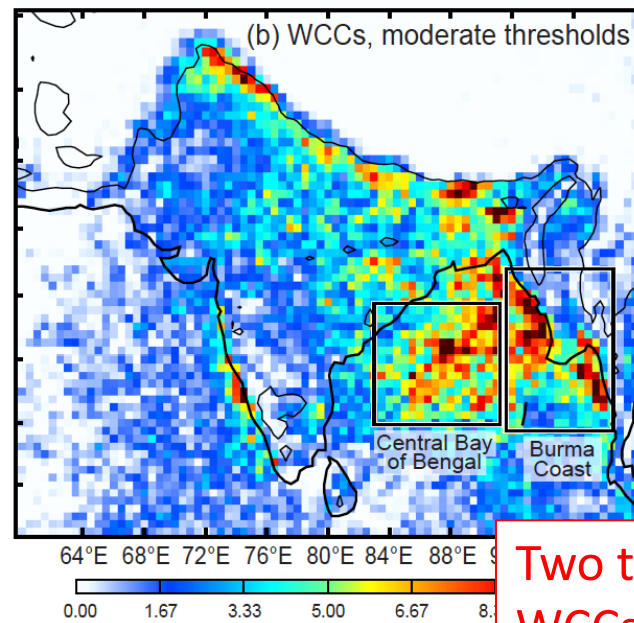 (b) WCCs, moderate thresholds
Central Bay
of Bengal
Burma
Coast
64°E 68°E 72°E 76°E 80°E 84°E 88°E
0.00 1.67 3.33 5.00 6.67
Two t